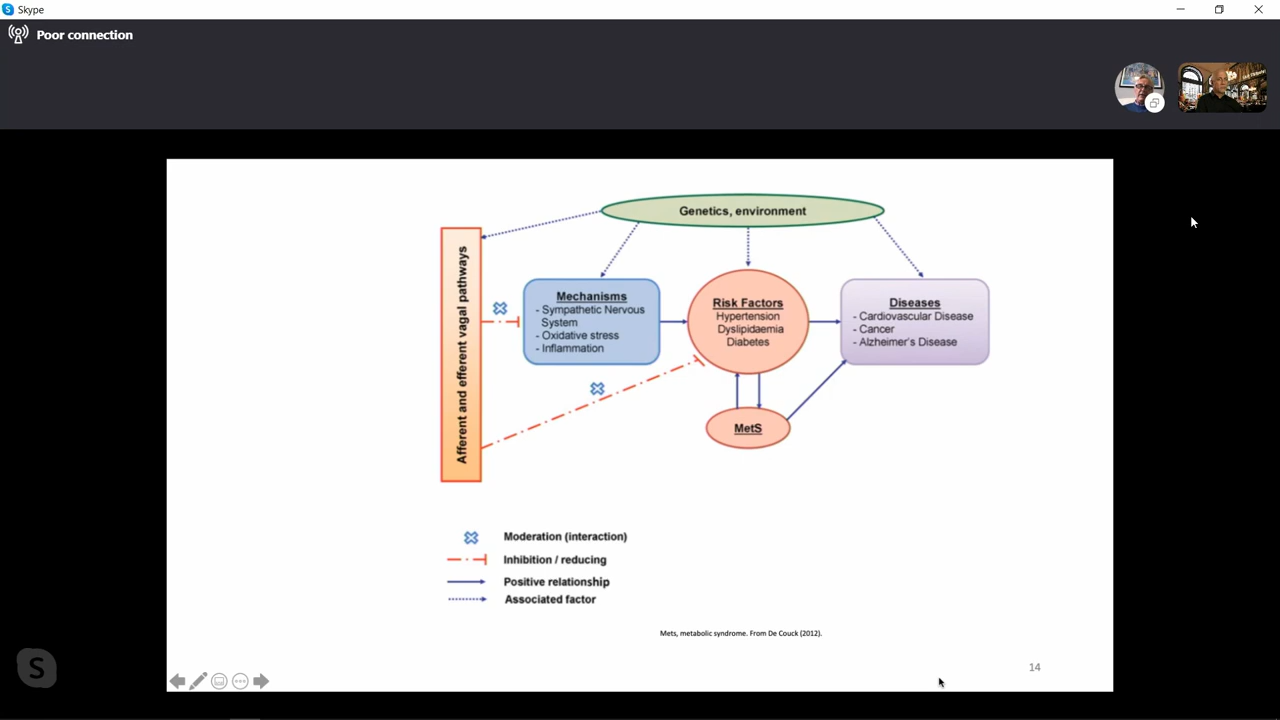 Skype
Poor connection
Genetics, environment
Afferent and efferent vagal pathways
Mechanisms
- Sympathetic Nervous
System
- Oxidative stress
- Inflammation
Risk Factors
Hypertension
Dyslipidaemia
Diabetes
Diseases
- Cardiovascular Disease
- Cancer
- Alzheimer's Disease
MetS
Moderation (interaction)
Inhibition / reducing
Positive relationship
Associated factor
Mets, metabolic syndrome. From De Couck (2012).
14